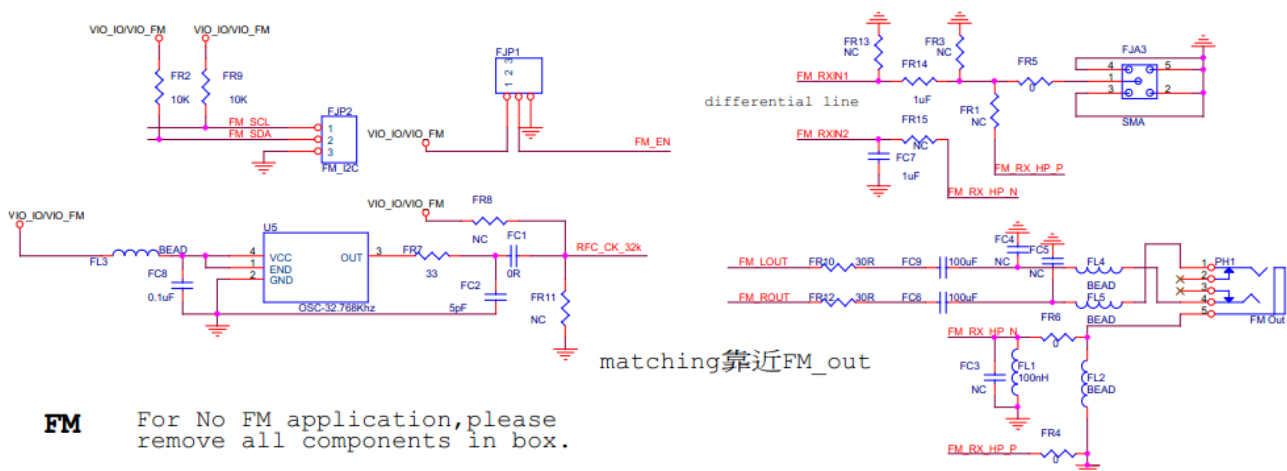 VIO_IO/VIO_FM VIO_IO/VIO_FM
FR2
10K
FR9
10K
FM_SCL
FM_SDA
FJP2
1
2
3
FM_I2C
FJP1
1 2 3
VIO_IO/VIO_FM
FM_EN
FR13
NC
FR3
NC
FM_RXIN1
FR14
1uF
FR5
0
FJA3
4
1
3
5
2
SMA
differential line
FR1
NC
FM_RXIN2
FR15
NC
FC7
1uF
FM_RX_HP_P
FM_RX_HP_N
VIO_IO/VIO_FM
FL3
BEAD
FC8
0.1uF
U5
4
1
2
VCC
END
GND
OUT
3
OSC-32.768Khz
FR7
33
VIO_IO/VIO_FM
FR8
NC
FC1
0R
RFC_CK_32k
FC2
5pF
FR11
NC
FC4
NC
FC5
NC
FM_LOUT
FR10
30R
FC9
100uF
FL4
BEAD
FM_ROUT
FR12
30R
FC6
100uF
FL5
BEAD
1
2
3
4
5
PH1
FM Out
FM_RX_HP_N
FR6
0
FC3
NC
FL1
100nH
FL2
BEAD
FM_RX_HP_P
FR4
0
matching靠近FM_out
FM
For No FM application,please
remove all components in box.